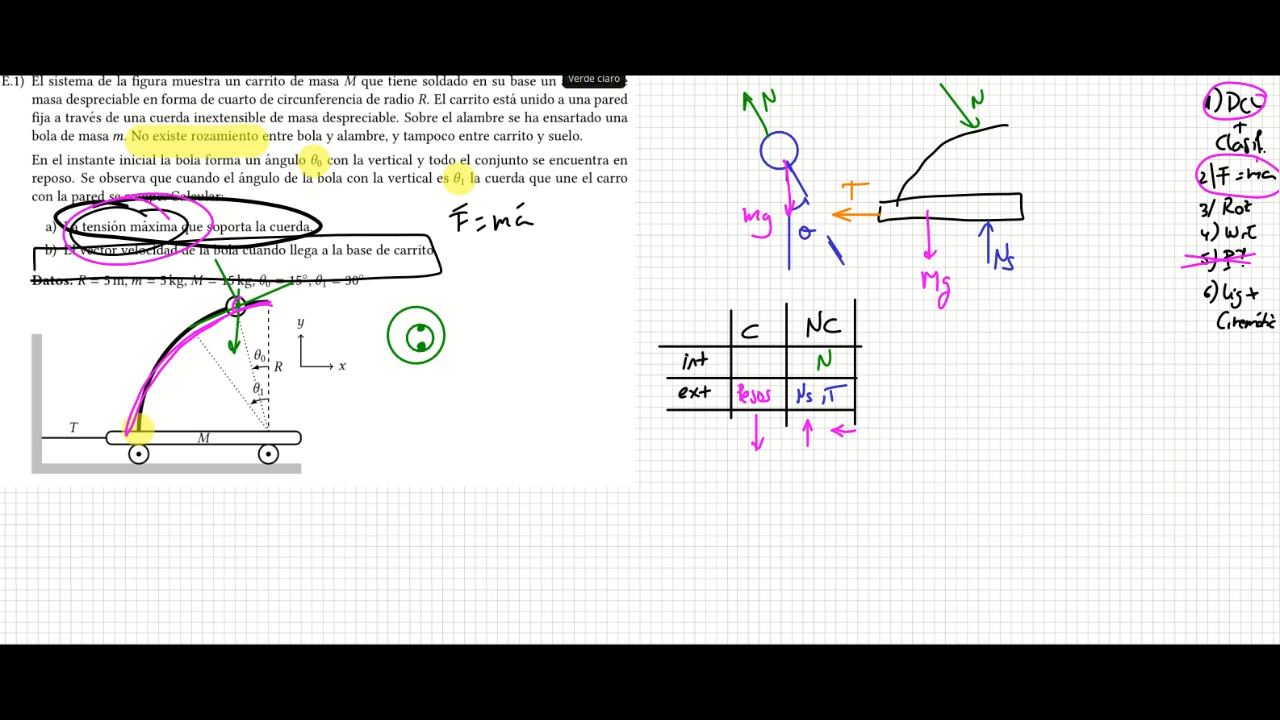 Verde claro
E.1) El sistema de la figura muestra un carrito de masa M que tiene soldado en su base un
masa despreciable en forma de cuarto de circunferencia de radio R. El carrito está unido a una pared
fija a través de una cuerda inextensible de masa despreciable. Sobre el alambre se ha ensartado una
bola de masa m. No existe rozamiento entre bola y alambre, y tampoco entre carrito y suelo.
En el instante inicial la bola forma un ángulo θ₀ con la vertical y todo el conjunto se encuentra en
reposo. Se observa que cuando el ángulo de la bola con la vertical es θ₁ la cuerda que une el carro
con la pared se rompe. Calcular:
a) La tensión máxima que soporta la cuerda.
b) El vector velocidad de la bola cuando llega a la base de carrito
Datos: R = 5 m, m = 5 kg, M = 15 kg, θ₀ = 15°, θ₁ = 30°
F = ma
y
x
θ₀
R
θ₁
T
M
N
mg
θ
N
T
Mg
Ns
C NC
int N
ext Pesos Ns, T
1) DCL
+
Clasif.
2) F = ma
3) Rot
4) W
5) P
6) Lig +
Cinemática